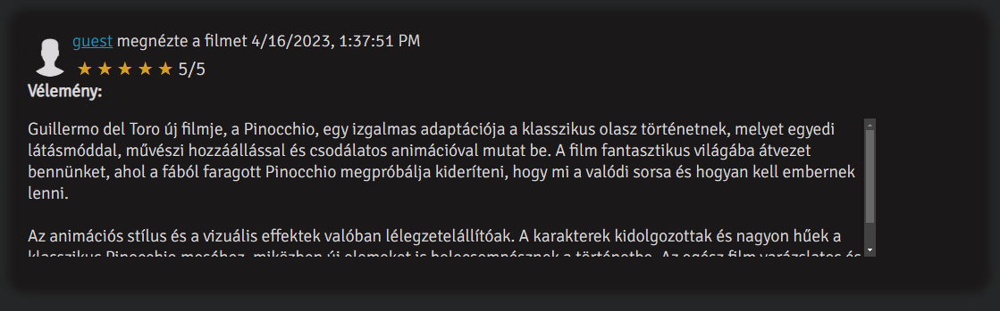 guest megnézte a filmet 4/16/2023, 1:37:51 PM
★ ★ ★ ★ ★ 5/5
Vélemény:
Guillermo del Toro új filmje, a Pinocchio, egy izgalmas adaptációja a klasszikus olasz történetnek, melyet egyedi
látásmóddal, művészi hozzáállással és csodálatos animációval mutat be. A film fantasztikus világába átvezet
bennünket, ahol a fából faragott Pinocchio megpróbálja kideríteni, hogy mi a valódi sorsa és hogyan kell embernek
lenni.
Az animációs stílus és a vizuális effektek valóban lélegzetelállítóak. A karakterek kidolgozottak és nagyon hűek a
klasszikus Pinocchio meséhez, miközben új elemeket is belecsempésznek a történetbe. Az egész film varázslatos és